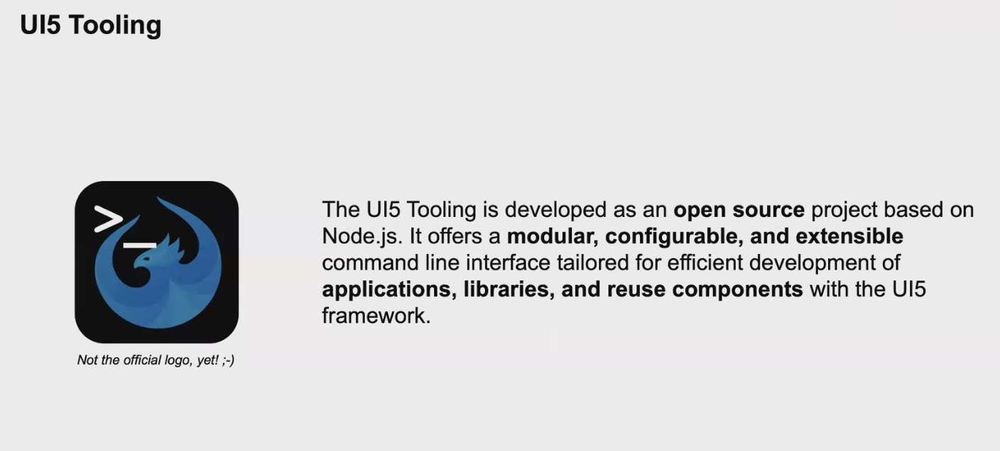 UI5 Tooling
>_
Not the official logo, yet! ;-)
The UI5 Tooling is developed as an open source project based on
Node.js. It offers a modular, configurable, and extensible
command line interface tailored for efficient development of
applications, libraries, and reuse components with the UI5
framework.